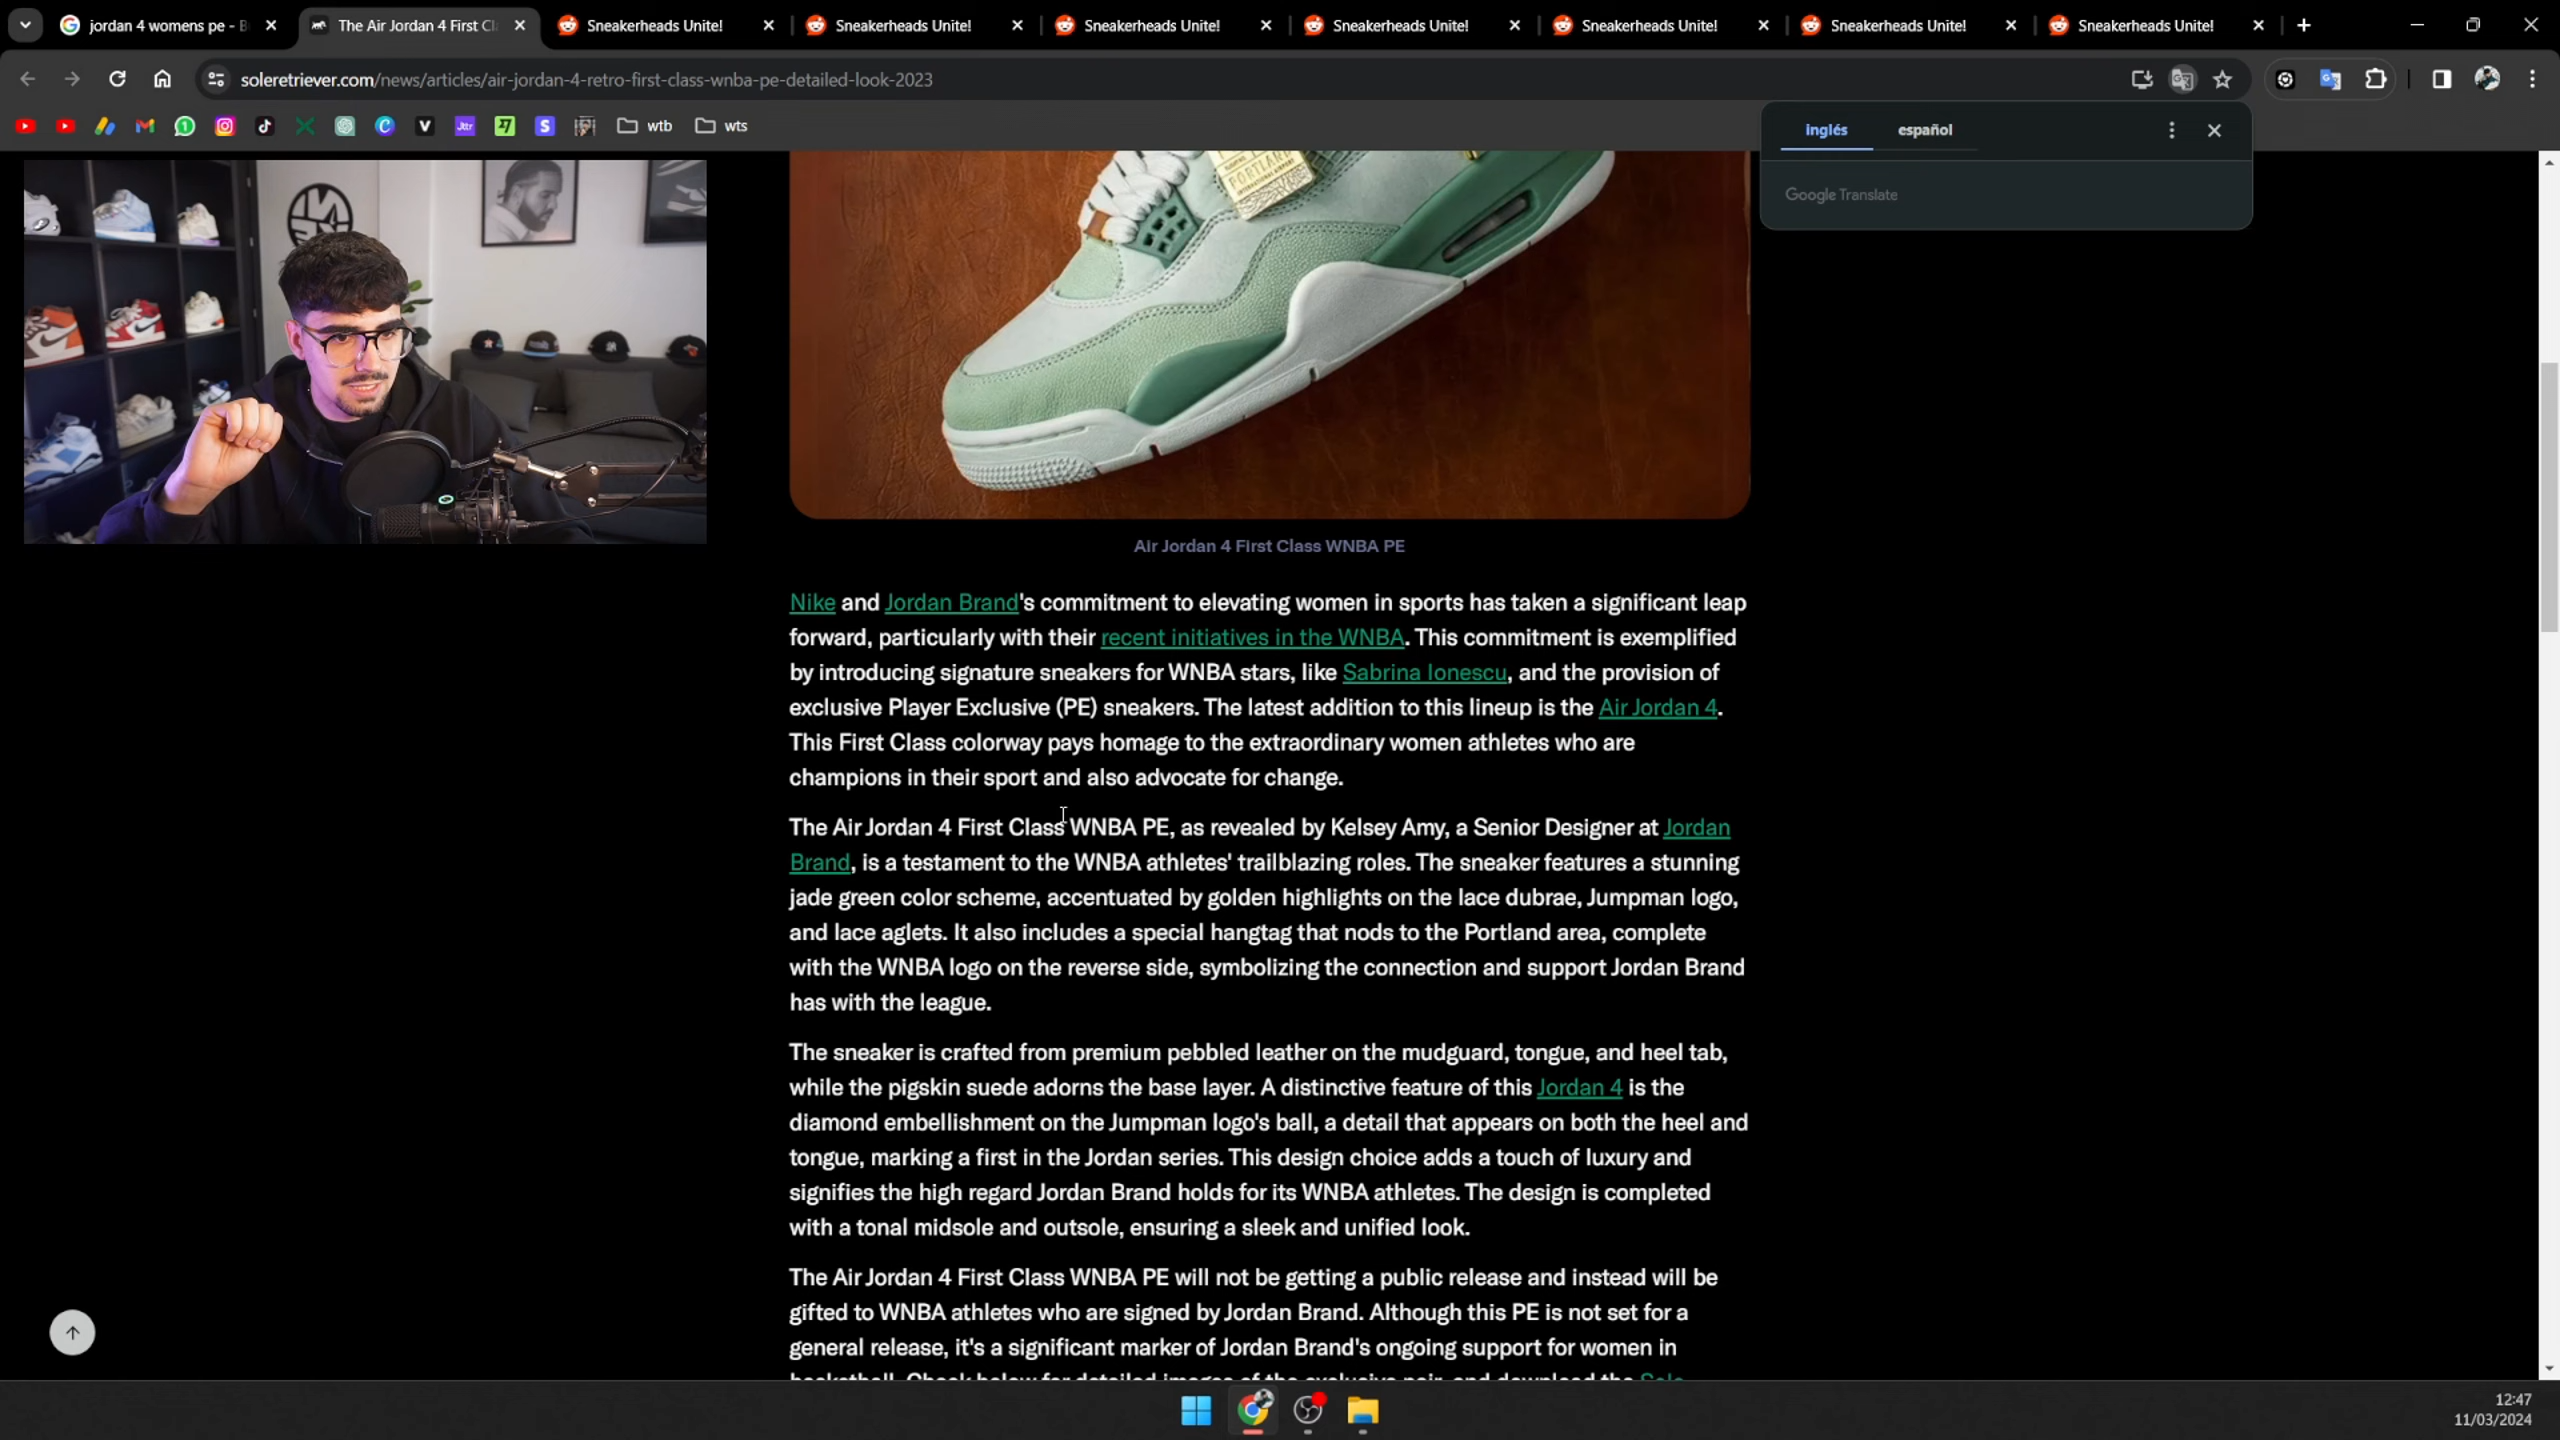 jordan 4 womens pe - B
The Air Jordan 4 First Cl
Sneakerheads Unite!
Sneakerheads Unite!
Sneakerheads Unite!
Sneakerheads Unite!
Sneakerheads Unite!
Sneakerheads Unite!
Sneakerheads Unite!
soleretriever.com/news/articles/air-jordan-4-retro-first-class-wnba-pe-detailed-look-2023
Jttr
wtb
wts
inglés
español
Google Translate
PORTLAND
Air Jordan 4 First Class WNBA PE
Nike and Jordan Brand's commitment to elevating women in sports has taken a significant leap
forward, particularly with their recent initiatives in the WNBA. This commitment is exemplified
by introducing signature sneakers for WNBA stars, like Sabrina Ionescu, and the provision of
exclusive Player Exclusive (PE) sneakers. The latest addition to this lineup is the Air Jordan 4.
This First Class colorway pays homage to the extraordinary women athletes who are
champions in their sport and also advocate for change.
The Air Jordan 4 First Class WNBA PE, as revealed by Kelsey Amy, a Senior Designer at Jordan
Brand, is a testament to the WNBA athletes' trailblazing roles. The sneaker features a stunning
jade green color scheme, accentuated by golden highlights on the lace dubrae, Jumpman logo,
and lace aglets. It also includes a special hangtag that nods to the Portland area, complete
with the WNBA logo on the reverse side, symbolizing the connection and support Jordan Brand
has with the league.
The sneaker is crafted from premium pebbled leather on the mudguard, tongue, and heel tab,
while the pigskin suede adorns the base layer. A distinctive feature of this Jordan 4 is the
diamond embellishment on the Jumpman logo's ball, a detail that appears on both the heel and
tongue, marking a first in the Jordan series. This design choice adds a touch of luxury and
signifies the high regard Jordan Brand holds for its WNBA athletes. The design is completed
with a tonal midsole and outsole, ensuring a sleek and unified look.
The Air Jordan 4 First Class WNBA PE will not be getting a public release and instead will be
gifted to WNBA athletes who are signed by Jordan Brand. Although this PE is not set for a
general release, it's a significant marker of Jordan Brand's ongoing support for women in
basketball. Check below for detailed images of the exclusive pair, and download the Sole
12:47
11/03/2024